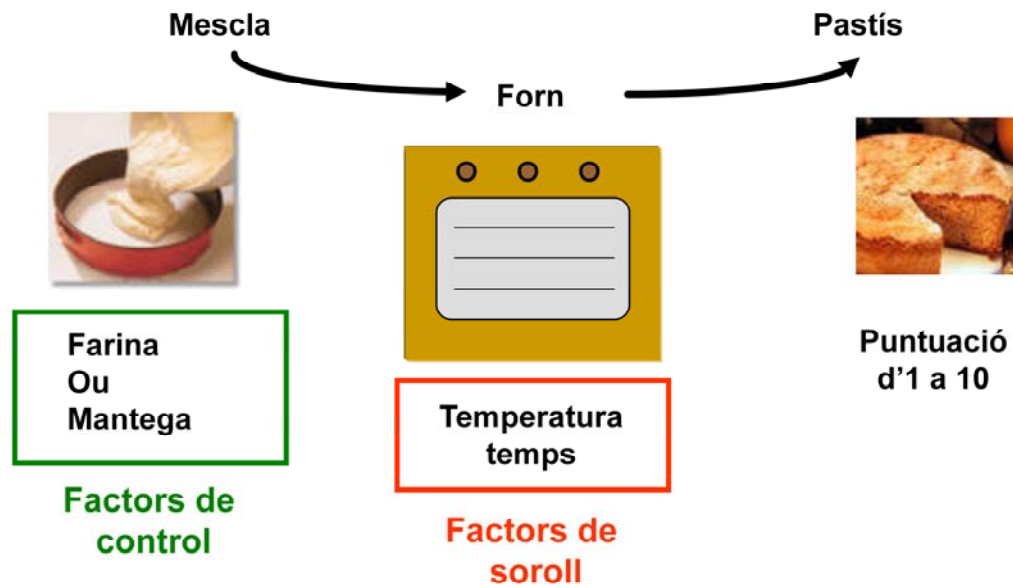 Mescla
Forn
Pastís
Farina
Ou
Mantega
Factors de
control
Temperatura
temps
Factors de
soroll
Puntuació
d'1 a 10